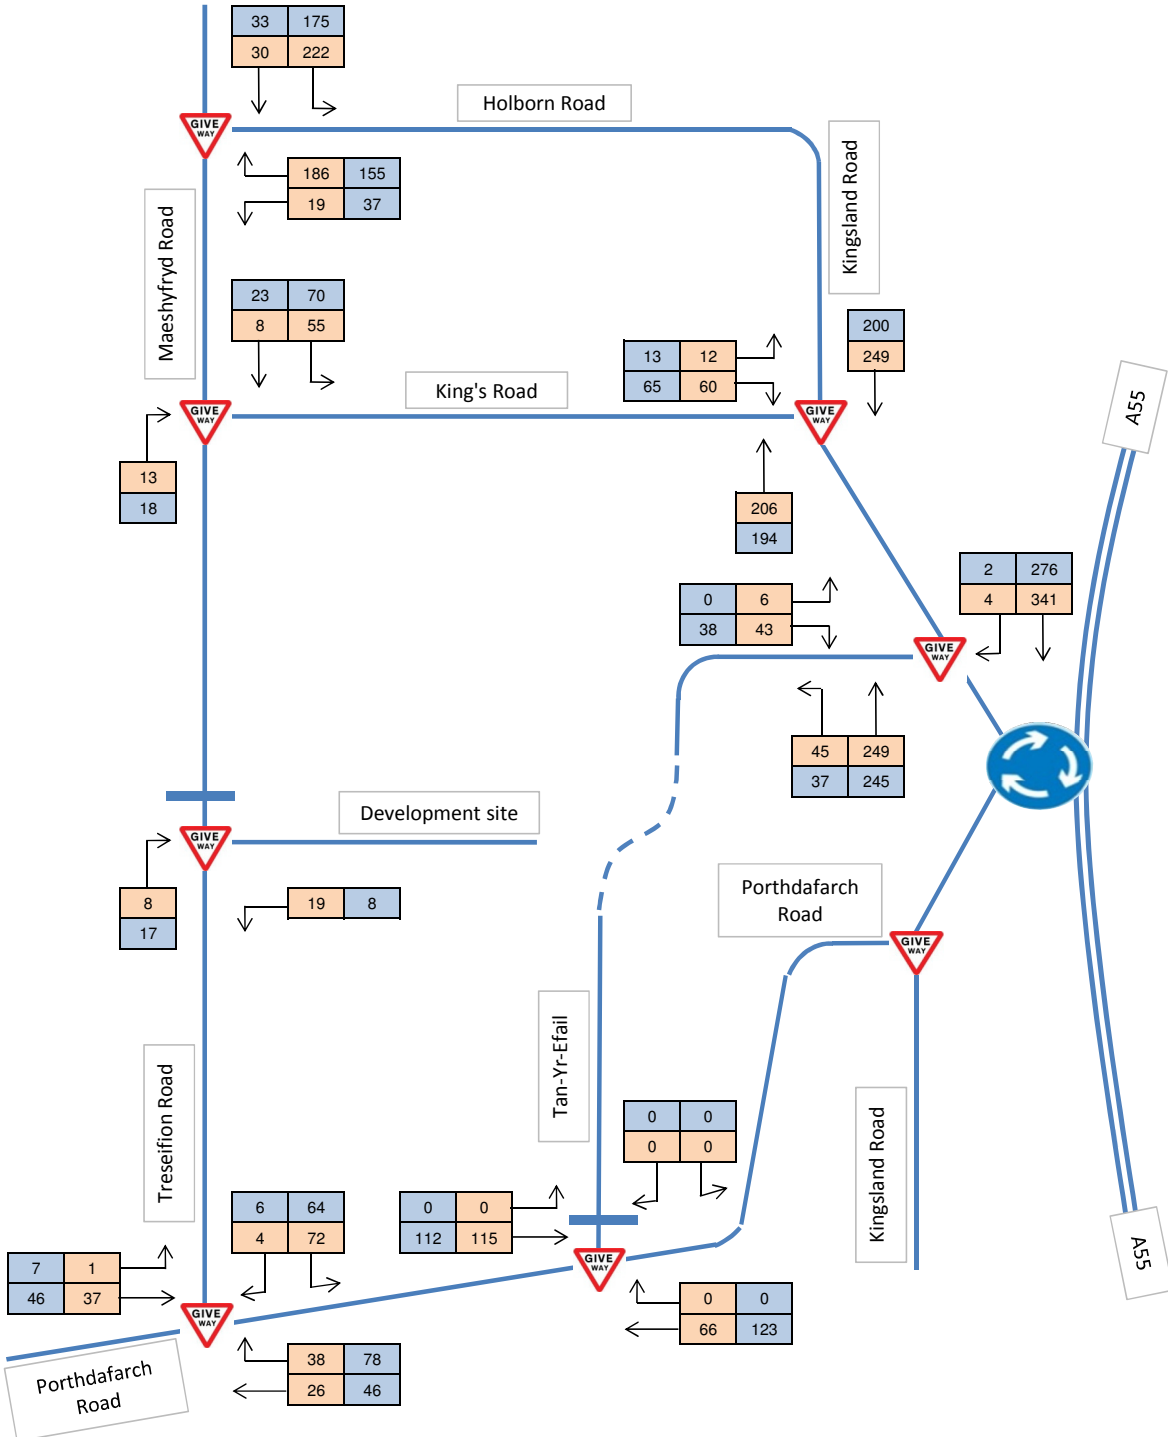 33 175
30 222
Holborn Road
GIVE
WAY
186 155
19 37
Kingsland Road
Maeshyfryd Road
23 70
8 55
200
249
13 12
65 60
King's Road
GIVE
WAY
GIVE
WAY
A55
13
18
206
194
2 276
4 341
0 6
38 43
GIVE
WAY
45 249
37 245
Development site
GIVE
WAY
8
17
19 8
Porthdafarch
Road
GIVE
WAY
Tan-Yr-Efail
Treseifion Road
Kingsland Road
0 0
0 0
6 64
4 72
0 0
112 115
7 1
46 37
GIVE
WAY
A55
GIVE
WAY
0 0
66 123
Porthdafarch
Road
38 78
26 46